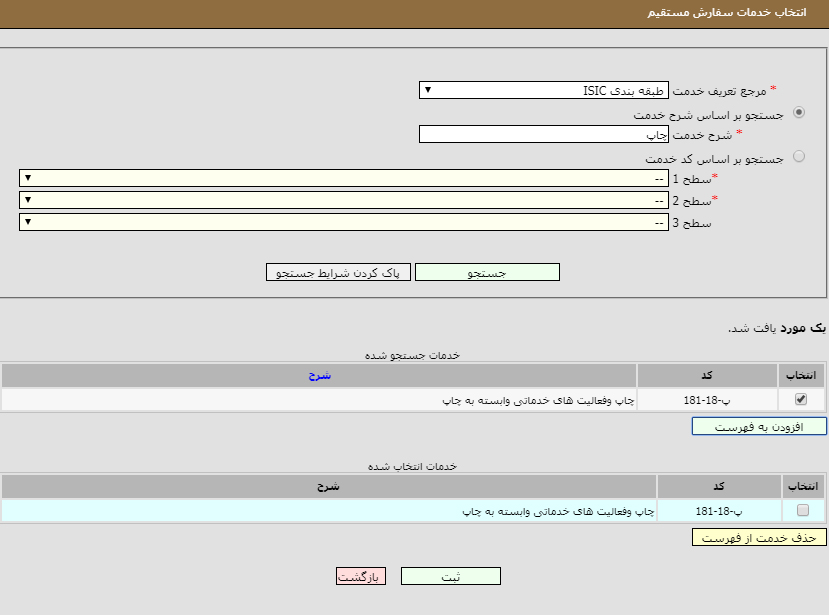 انتخاب خدمات سفارش مستقیم
* مرجع تعریف خدمت طبقه بندی ISIC
جستجو بر اساس شرح خدمت
* شرح خدمت چاپ
جستجو بر اساس کد خدمت
*سطح 1 --
*سطح 2 --
سطح 3 --
جستجو پاک کردن شرایط جستجو
یک مورد یافت شد.
خدمات جستجو شده
انتخاب کد شرح
پ-18-181 چاپ وفعالیت های خدماتی وابسته به چاپ
افزودن به فهرست
خدمات انتخاب شده
انتخاب کد شرح
پ-18-181 چاپ وفعالیت های خدماتی وابسته به چاپ
حذف خدمت از فهرست
ثبت بازگشت